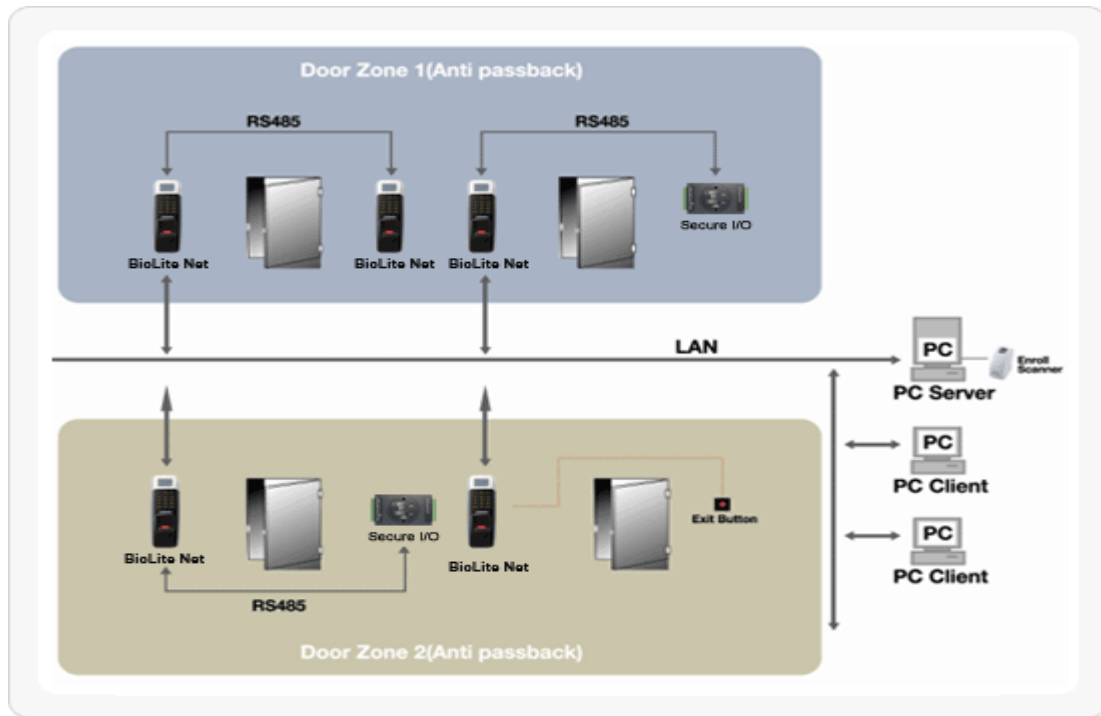 Door Zone 1(Anti passback)
RS485
RS485
Secure I/O
BioLite Net
BioLite Net
BioLite Net
LAN
PC
Enroll
Scanner
PC Server
PC
PC Client
Secure I/O
Exit Button
BioLite Net
BioLite Net
PC
PC Client
RS485
Door Zone 2(Anti passback)